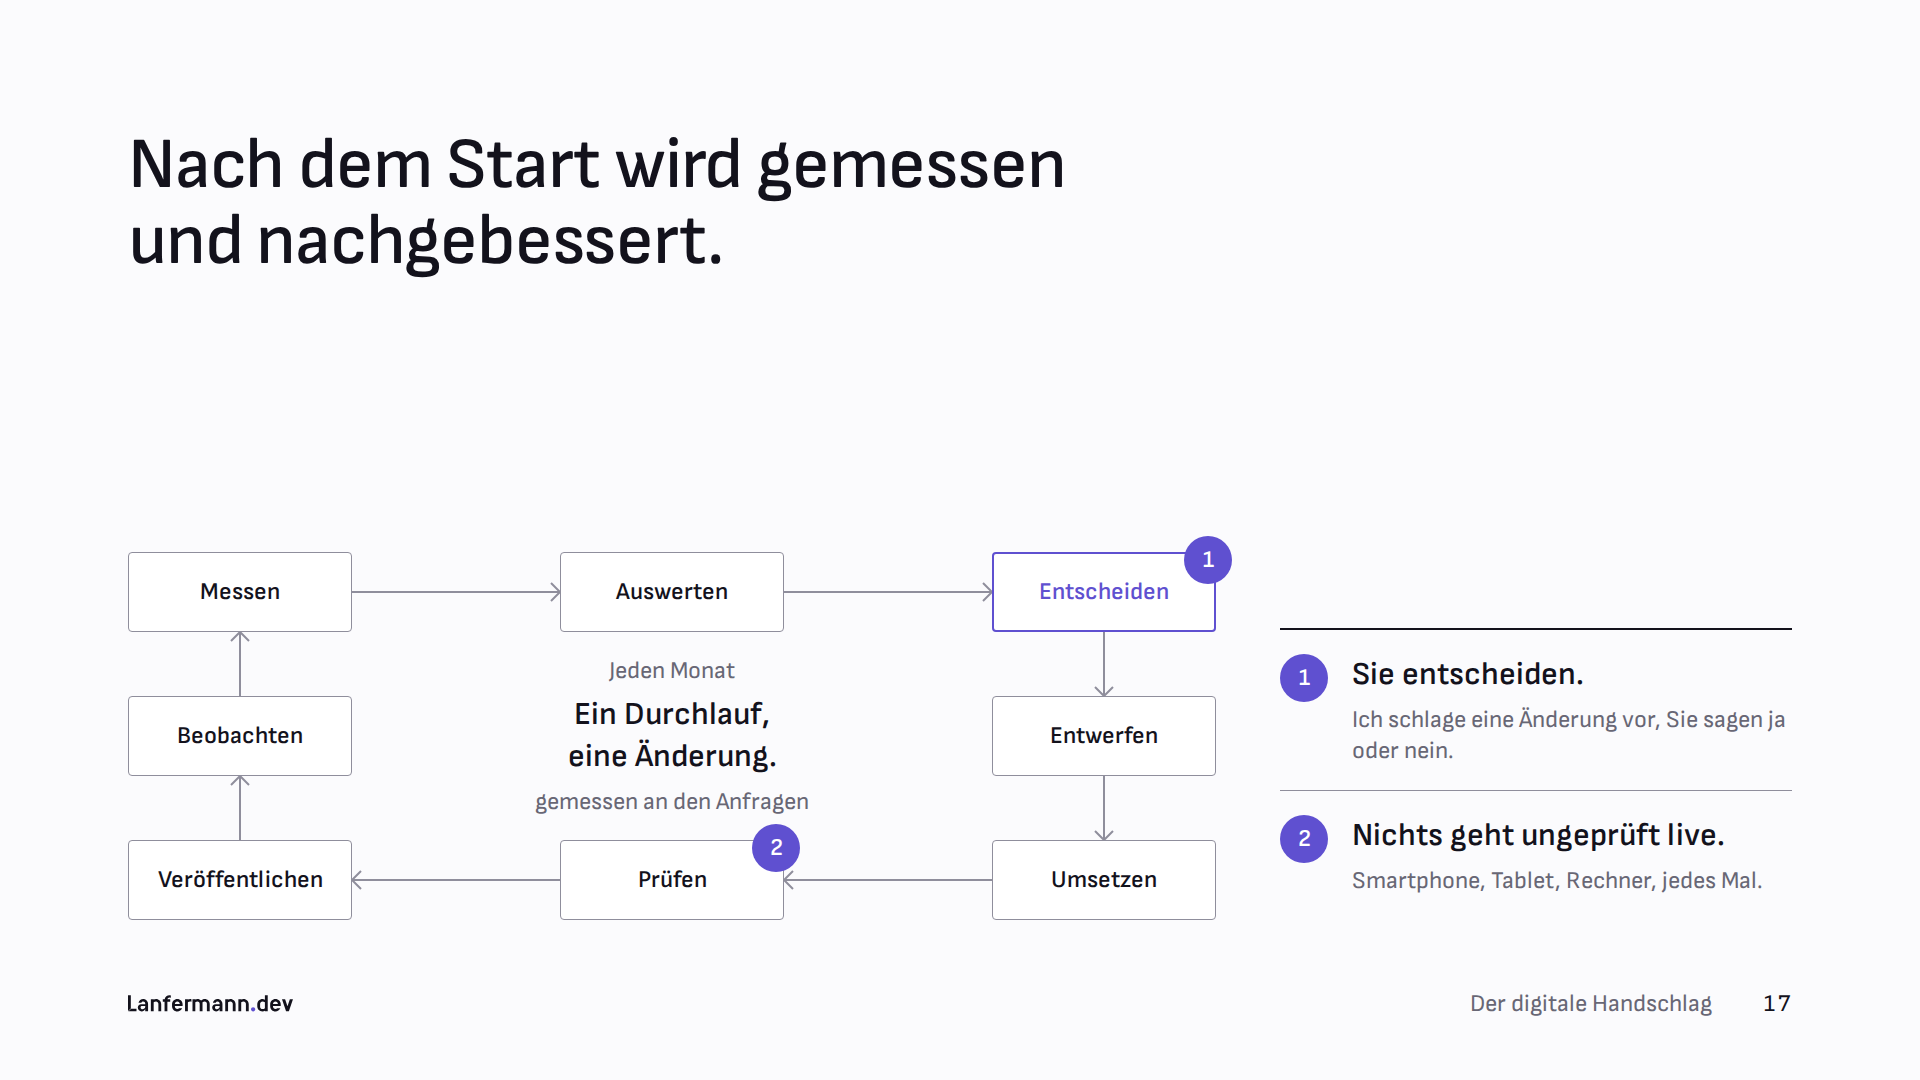 Nach dem Start wird gemessen
und nachgebessert.
Messen
Auswerten
Entscheiden
1
Jeden Monat
Ein Durchlauf,
eine Änderung.
gemessen an den Anfragen
Beobachten
Entwerfen
Veröffentlichen
Prüfen
2
Umsetzen
1
Sie entscheiden.
Ich schlage eine Änderung vor, Sie sagen ja
oder nein.
2
Nichts geht ungeprüft live.
Smartphone, Tablet, Rechner, jedes Mal.
Lanfermann.dev
Der digitale Handschlag
17